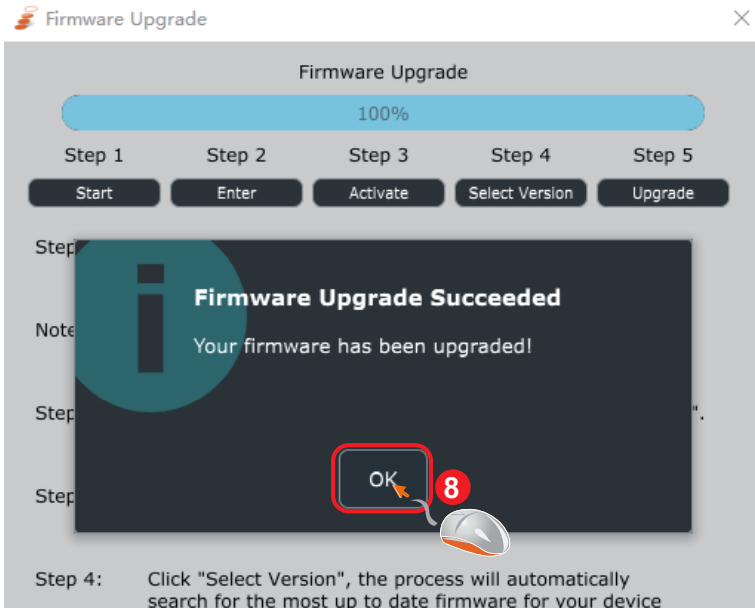 Firmware Upgrade
Firmware Upgrade
100%
Step 1 Step 2 Step 3 Step 4 Step 5
Start Enter Activate Select Version Upgrade
Step
Firmware Upgrade Succeeded
Note
Your firmware has been upgraded!
Step ".
OK 8
Step
Step 4: Click "Select Version", the process will automatically
search for the most up to date firmware for your device